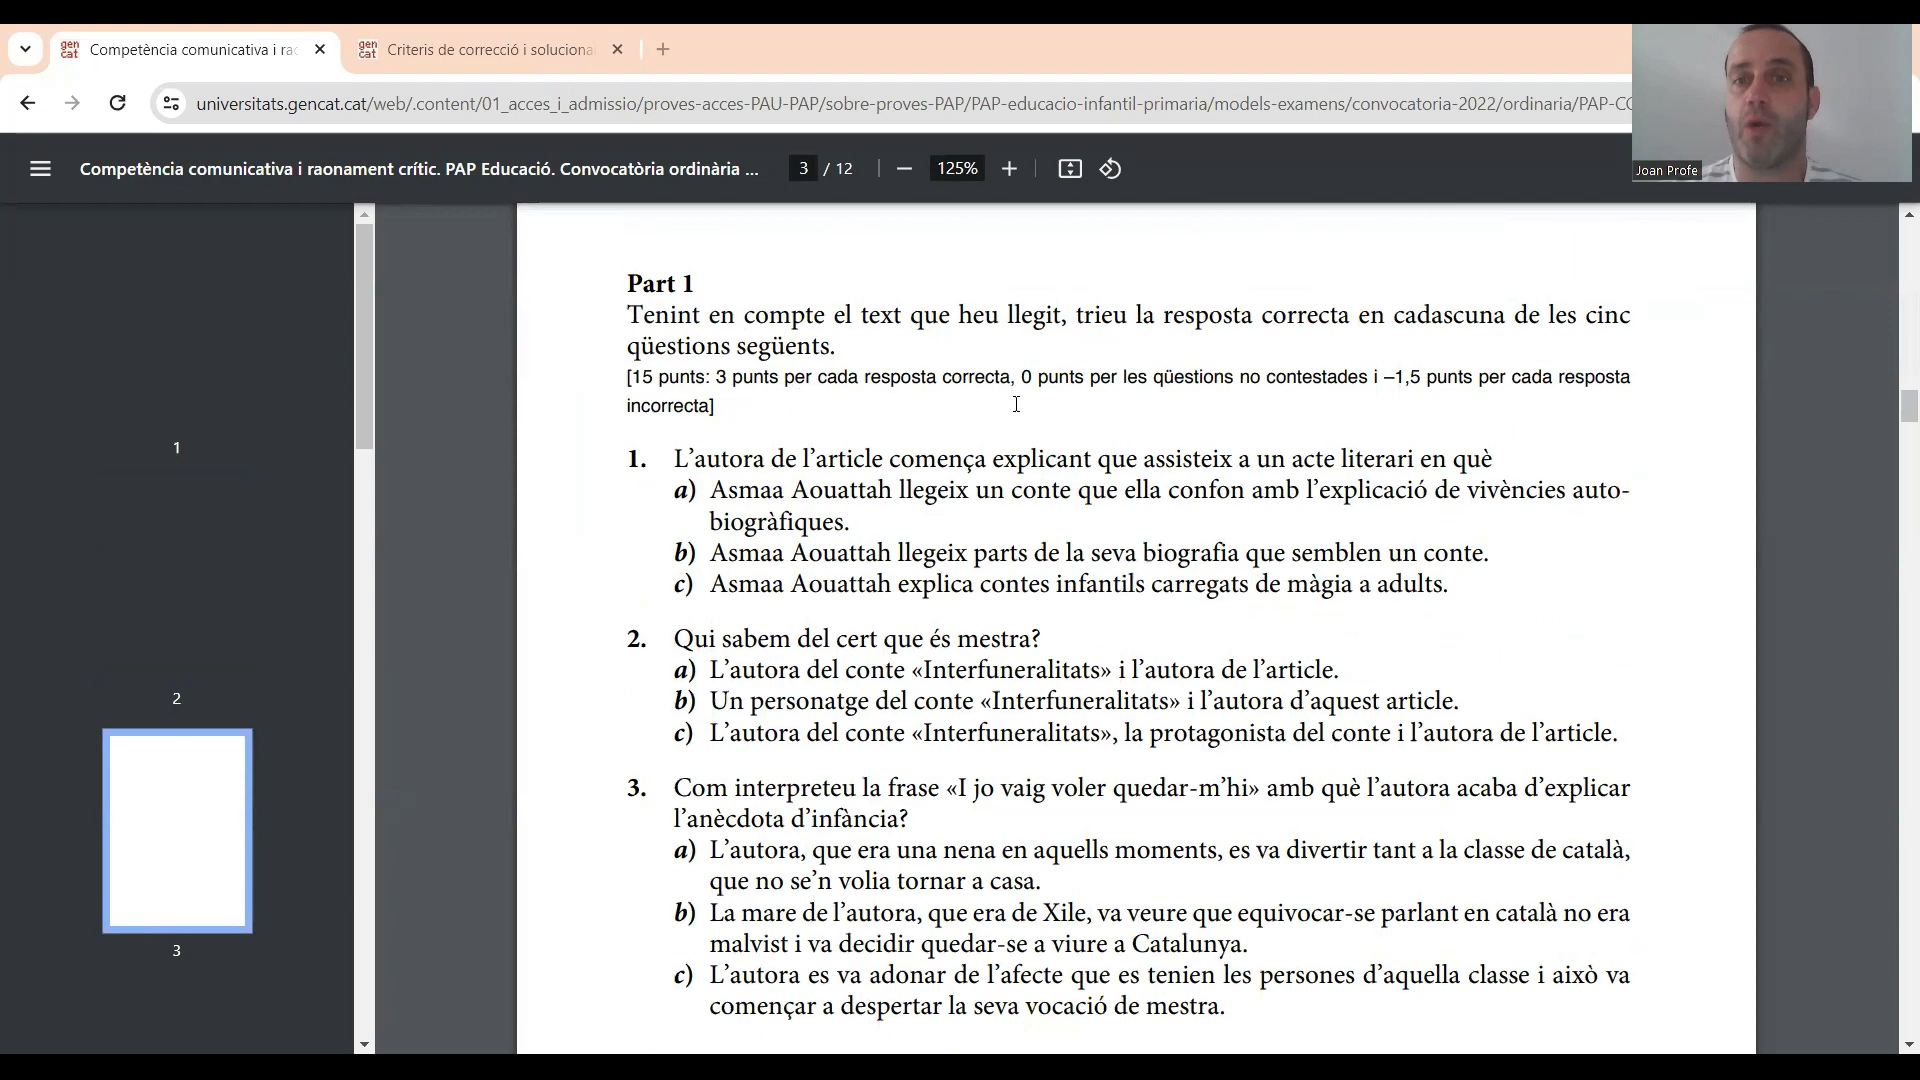 Competència comunicativa i rao
Criteris de correcció i soluciona
universitats.gencat.cat/web/.content/01_acces_i_admissio/proves-acces-PAU-PAP/sobre-proves-PAP/PAP-educacio-infantil-primaria/models-examens/convocatoria-2022/ordinaria/PAP-CC
Joan Profe
Competència comunicativa i raonament crític. PAP Educació. Convocatòria ordinària ...
3 / 12
125%
1
2
3
Part 1
Tenint en compte el text que heu llegit, trieu la resposta correcta en cadascuna de les cinc
qüestions següents.
[15 punts: 3 punts per cada resposta correcta, 0 punts per les qüestions no contestades i –1,5 punts per cada resposta
incorrecta]
1. L’autora de l’article comença explicant que assisteix a un acte literari en què
a) Asmaa Aouattah llegeix un conte que ella confon amb l’explicació de vivències auto-
biogràfiques.
b) Asmaa Aouattah llegeix parts de la seva biografia que semblen un conte.
c) Asmaa Aouattah explica contes infantils carregats de màgia a adults.
2. Qui sabem del cert que és mestra?
a) L’autora del conte «Interfuneralitats» i l’autora de l’article.
b) Un personatge del conte «Interfuneralitats» i l’autora d’aquest article.
c) L’autora del conte «Interfuneralitats», la protagonista del conte i l’autora de l’article.
3. Com interpreteu la frase «I jo vaig voler quedar-m’hi» amb què l’autora acaba d’explicar
l’anècdota d’infància?
a) L’autora, que era una nena en aquells moments, es va divertir tant a la classe de català,
que no se’n volia tornar a casa.
b) La mare de l’autora, que era de Xile, va veure que equivocar-se parlant en català no era
malvist i va decidir quedar-se a viure a Catalunya.
c) L’autora es va adonar de l’afecte que es tenien les persones d’aquella classe i això va
començar a despertar la seva vocació de mestra.